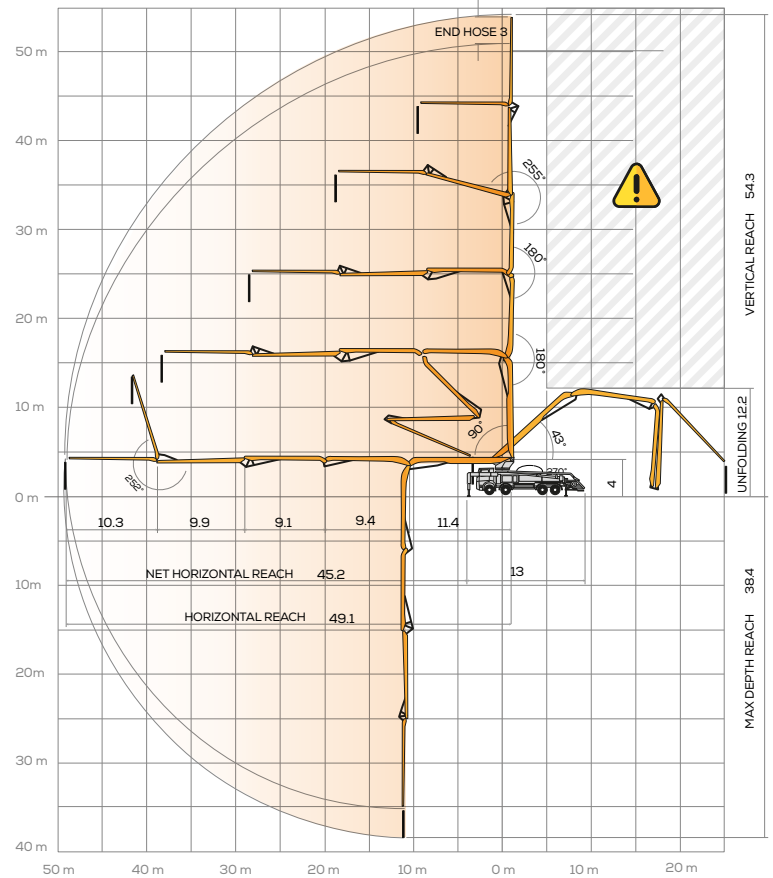 END HOSE 3
50 m
40 m
30 m
20 m
10 m
0 m
10m
20m
30 m
40 m
255°
180°
180°
90°
43°
252°
270°
VERTICAL REACH 54.3
UNFOLDING 12.2
MAX DEPTH REACH 38.4
4
10.3
9.9
9.1
9.4
11.4
13
NET HORIZONTAL REACH 45.2
HORIZONTAL REACH 49.1
50 m
40 m
30 m
20 m
10 m
0 m
10 m
20 m